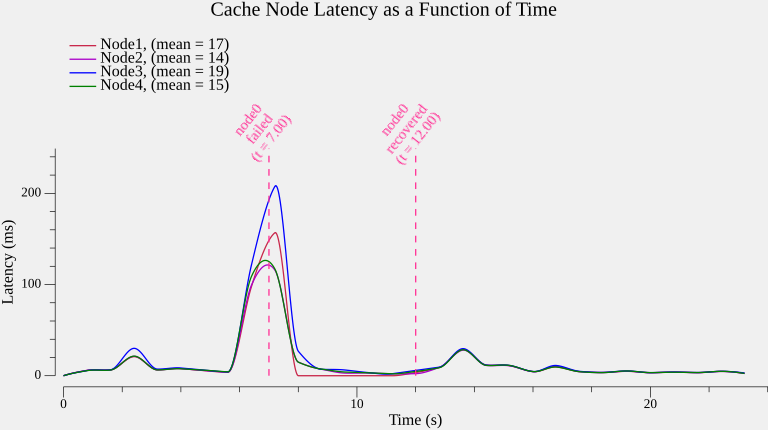 Cache Node Latency as a Function of Time
Node1, (mean = 17)
Node2, (mean = 14)
Node3, (mean = 19)
Node4, (mean = 15)
node0
failed
(t = 7.00)
node0
recovered
(t = 12.00)
Latency (ms)
200
100
0
0
10
20
Time (s)